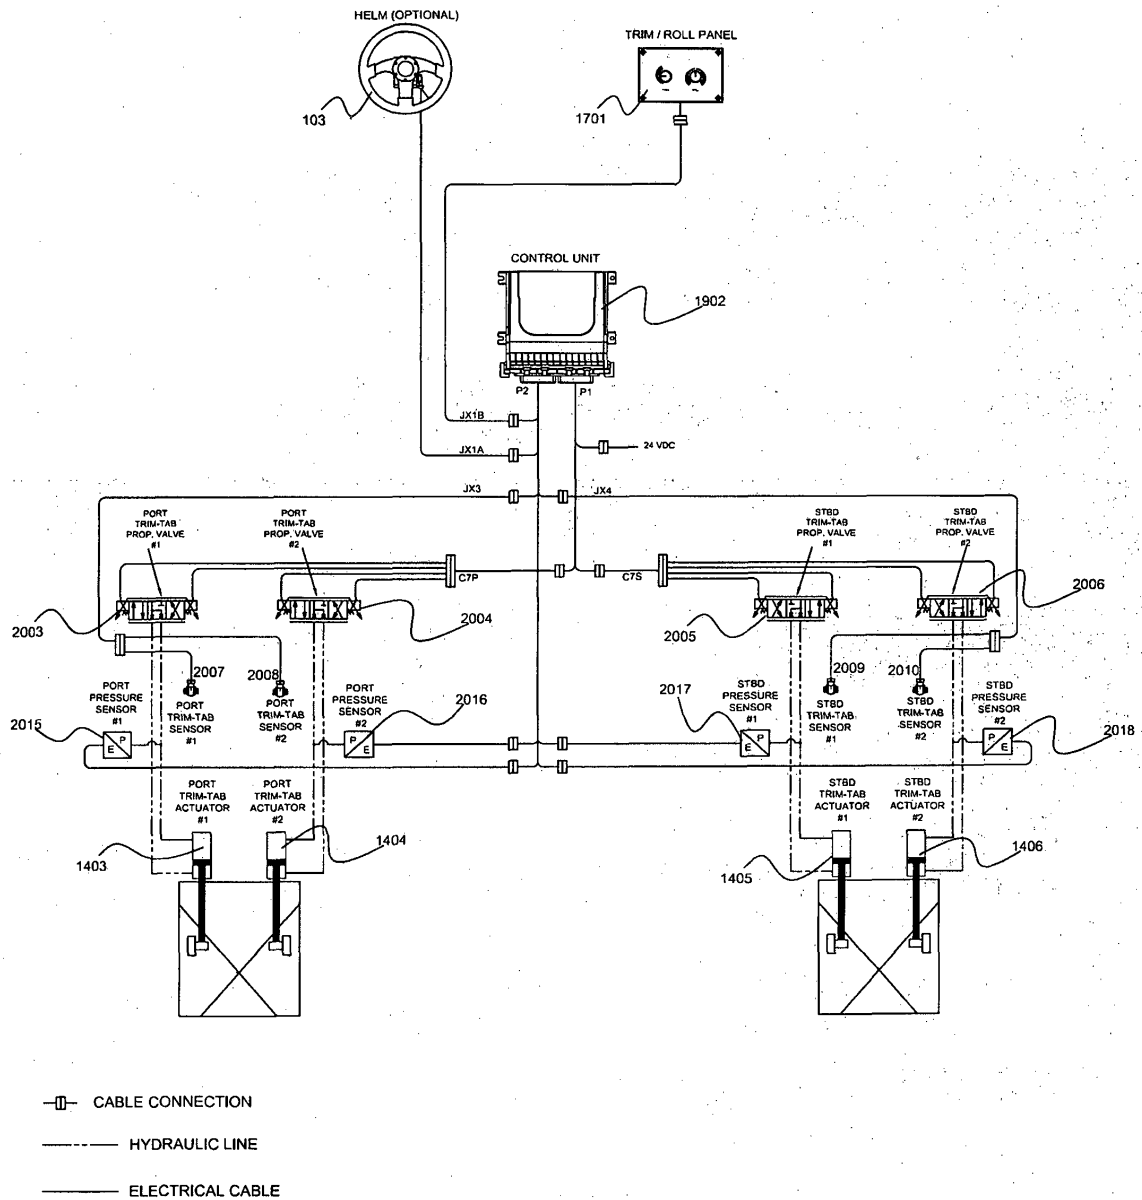 HELM (OPTIONAL)
TRIM / ROLL PANEL
103
1701
CONTROL UNIT
1902
P2
P1
JX1B
JX1A
24 VDC
JX3
JX4
PORT
TRIM-TAB
PROP. VALVE
#1
PORT
TRIM-TAB
PROP. VALVE
#2
STBD
TRIM-TAB
PROP. VALVE
#1
STBD
TRIM-TAB
PROP. VALVE
#2
C7P
C7S
2003
2004
2005
2006
2007
2008
2009
2010
PORT
PRESSURE
SENSOR
#1
PORT
TRIM-TAB
SENSOR
#1
PORT
TRIM-TAB
SENSOR
#2
PORT
PRESSURE
SENSOR
#2
STBD
PRESSURE
SENSOR
#1
STBD
TRIM-TAB
SENSOR
#1
STBD
TRIM-TAB
SENSOR
#2
STBD
PRESSURE
SENSOR
#2
2015
P
E
2016
P
E
2017
P
E
2018
P
E
PORT
TRIM-TAB
ACTUATOR
#1
PORT
TRIM-TAB
ACTUATOR
#2
STBD
TRIM-TAB
ACTUATOR
#1
STBD
TRIM-TAB
ACTUATOR
#2
1403
1404
1405
1406
CABLE CONNECTION
HYDRAULIC LINE
ELECTRICAL CABLE